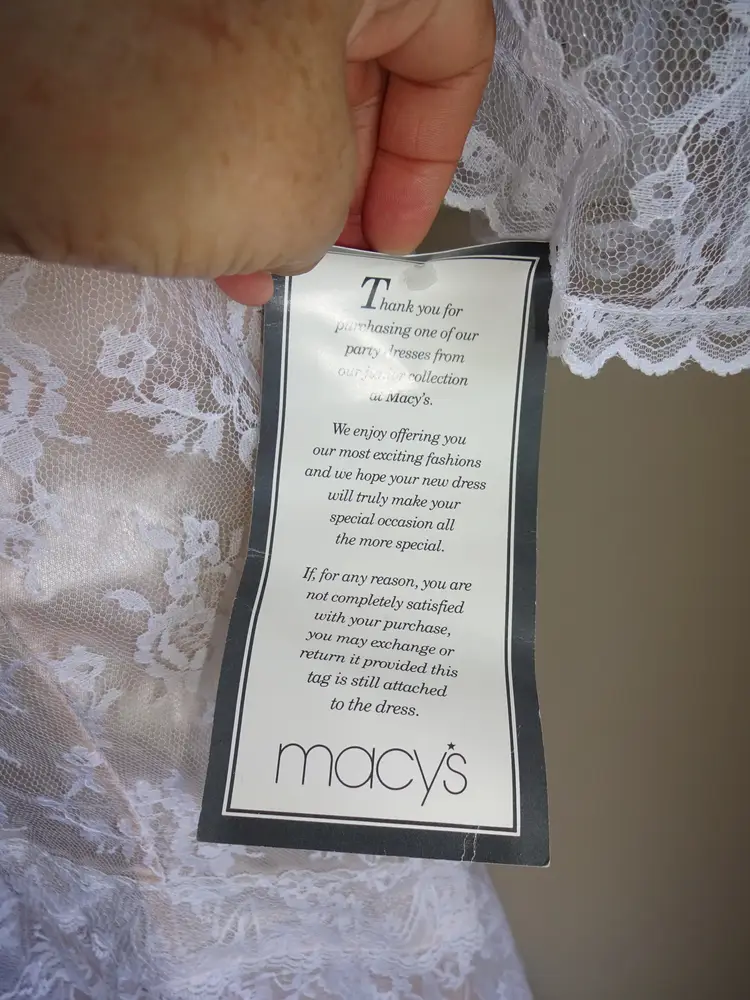 Thank you for
purchasing one of our
party dresses from
our junior collection
at Macy's.
We enjoy offering you
our most exciting fashions
and we hope your new dress
will truly make your
special occasion all
the more special.
If, for any reason, you are
not completely satisfied
with your purchase,
you may exchange or
return it provided this
tag is still attached
to the dress.
macy's